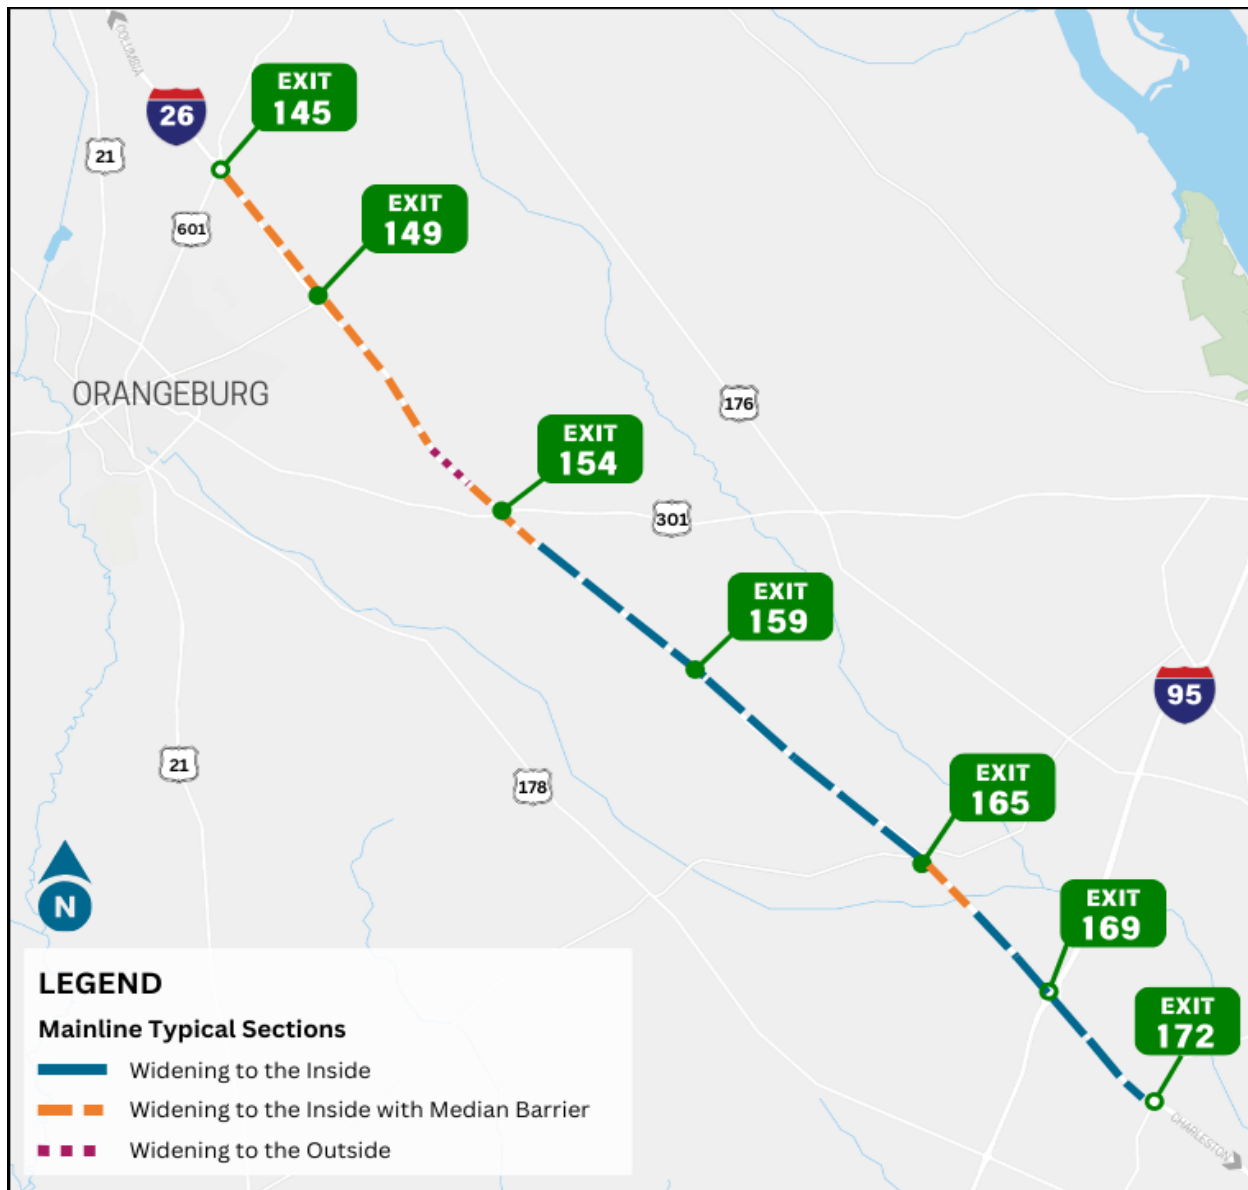 COLUMBIA
26
EXIT
145
21
EXIT
149
601
ORANGEBURG
176
EXIT
154
301
EXIT
159
95
21
178
EXIT
165
N
EXIT
169
EXIT
172
CHARLESTON
LEGEND
Mainline Typical Sections
Widening to the Inside
Widening to the Inside with Median Barrier
Widening to the Outside